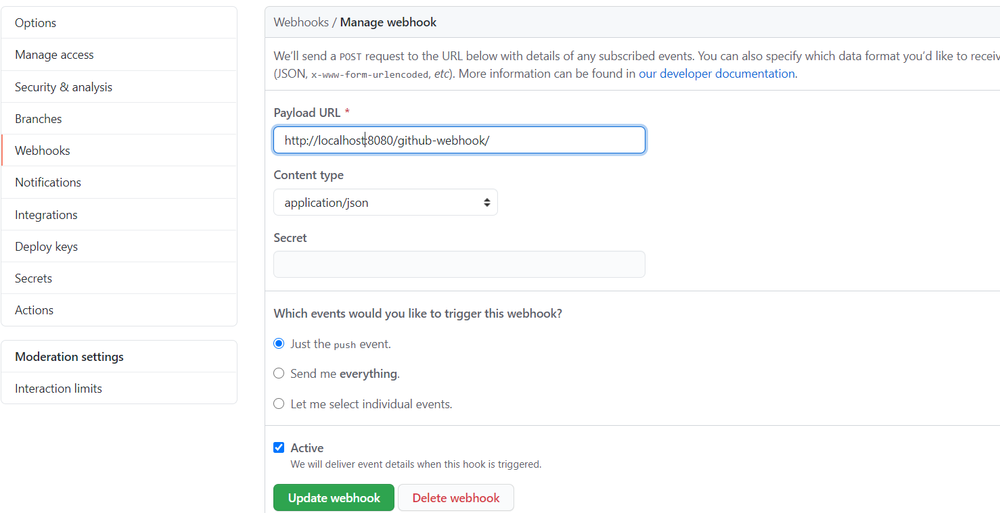 Options
Manage access
Security & analysis
Branches
Webhooks
Notifications
Integrations
Deploy keys
Secrets
Actions
Moderation settings
Interaction limits
Webhooks / Manage webhook
We'll send a POST request to the URL below with details of any subscribed events. You can also specify which data format you'd like to
(JSON, x-www-form-urlencoded, etc). More information can be found in our developer documentation.
Payload URL *
http://localhost:8080/github-webhook/
Content type
application/json
Secret
Which events would you like to trigger this webhook?
Just the push event.
Send me everything.
Let me select individual events.
Active
We will deliver event details when this hook is triggered.
Update webhook
Delete webhook